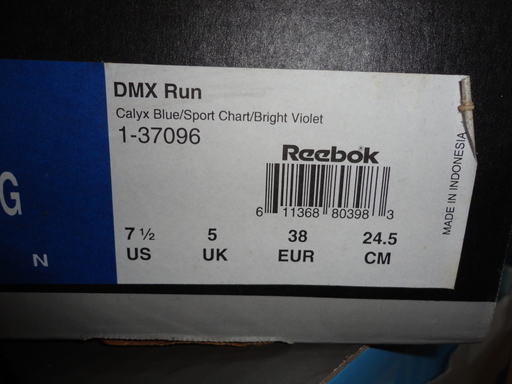 DMX Run
Calyx Blue/Sport Chart/Bright Violet
1-37096
Reebok
6 11368 80398 3
7 ½ 5 38 24.5
US UK EUR CM
MADE IN INDONESIA
G
N